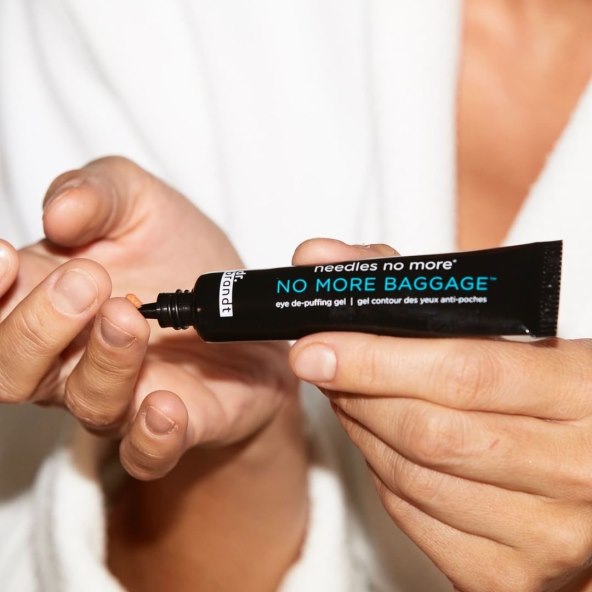 dr.
brandt
needles no more®
NO MORE BAGGAGE™
eye de-puffing gel | gel contour des yeux anti-poches